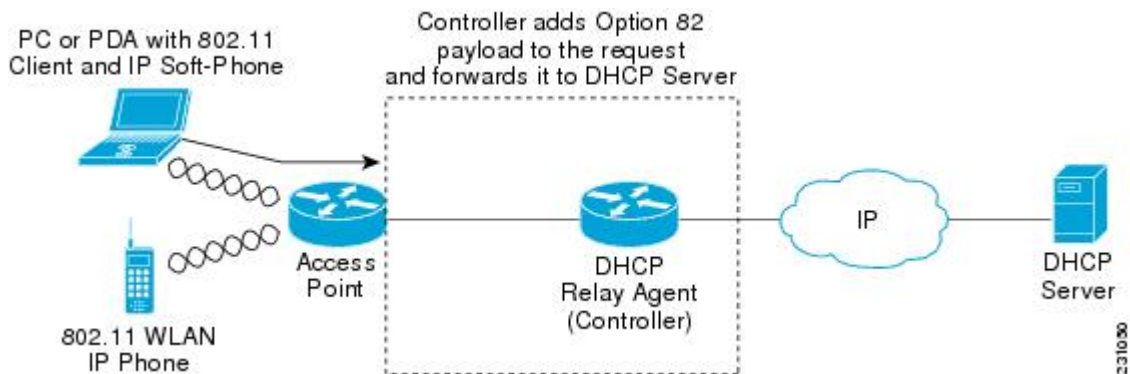 Controller adds Option 82
payload to the request
and forwards it to DHCP Server
PC or PDA with 802.11
Client and IP Soft-Phone
Access
Point
802.11 WLAN
IP Phone
DHCP
Relay Agent
(Controller)
IP
DHCP
Server
231050